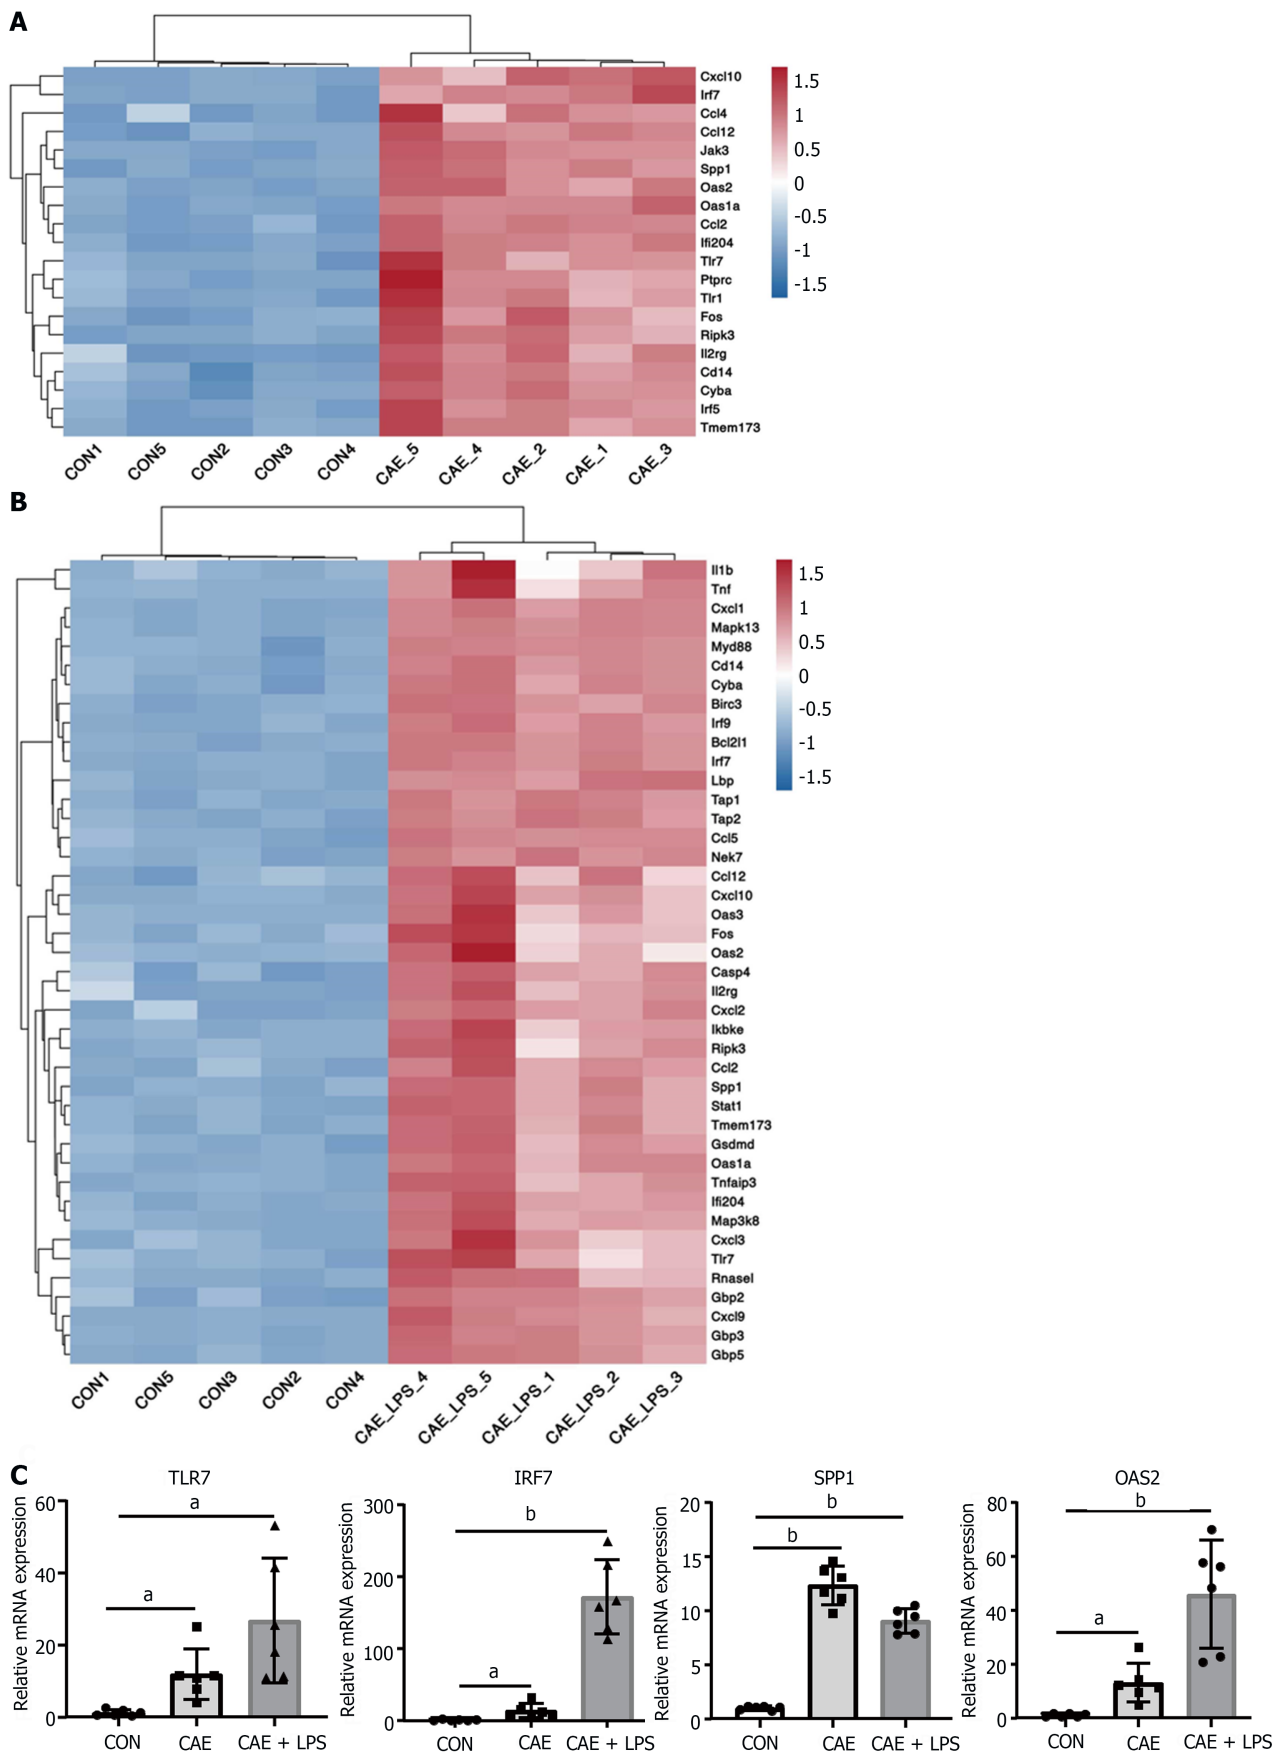 A
Cxcl10
Irf7
Ccl4
Ccl12
Jak3
Spp1
Oas2
Oas1a
Ccl2
Ifi204
Tlr7
Ptprc
Tlr1
Fos
Ripk3
Il2rg
Cd14
Cyba
Irf5
Tmem173
1.5
1
0.5
0
-0.5
-1
-1.5
CON1 CON5 CON2 CON3 CON4 CAE_5 CAE_4 CAE_2 CAE_1 CAE_3
B
Il1b
Tnf
Cxcl1
Mapk13
Myd88
Cd14
Cyba
Birc3
Irf9
Bcl2l1
Irf7
Lbp
Tap1
Tap2
Ccl5
Nek7
Ccl12
Cxcl10
Oas3
Fos
Oas2
Casp4
Il2rg
Cxcl2
Ikbke
Ripk3
Ccl2
Spp1
Stat1
Tmem173
Gsdmd
Oas1a
Tnfaip3
Ifi204
Map3k8
Cxcl3
Tlr7
Rnasel
Gbp2
Cxcl9
Gbp3
Gbp5
1.5
1
0.5
0
-0.5
-1
-1.5
CON1 CON5 CON3 CON2 CON4 CAE_LPS_4 CAE_LPS_5 CAE_LPS_1 CAE_LPS_2 CAE_LPS_3
C
TLR7
Relative mRNA expression
60
40
20
0
a
a
CON CAE CAE + LPS
IRF7
Relative mRNA expression
300
200
100
0
b
a
CON CAE CAE + LPS
SPP1
Relative mRNA expression
20
15
10
5
0
b
b
CON CAE CAE + LPS
OAS2
Relative mRNA expression
80
60
40
20
0
b
a
CON CAE CAE + LPS